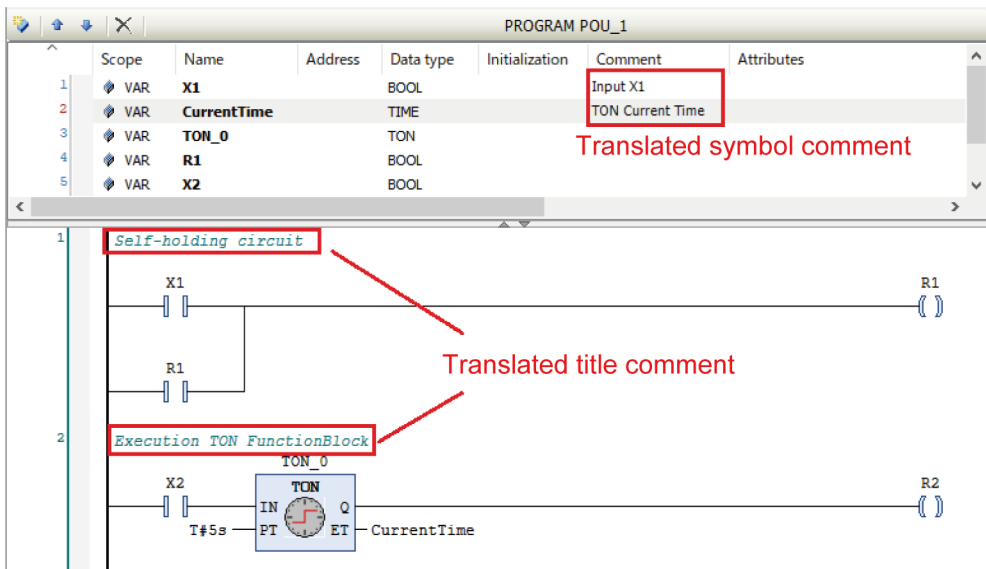 PROGRAM POU_1
Scope Name Address Data type Initialization Comment Attributes
1 VAR X1 BOOL Input X1
2 VAR CurrentTime TIME TON Current Time
3 VAR TON_0 TON
4 VAR R1 BOOL
5 VAR X2 BOOL
Translated symbol comment
1 Self-holding circuit
X1 R1
R1
Translated title comment
2 Execution TON FunctionBlock
TON_0
X2 TON R2
IN Q
T#5s PT ET CurrentTime